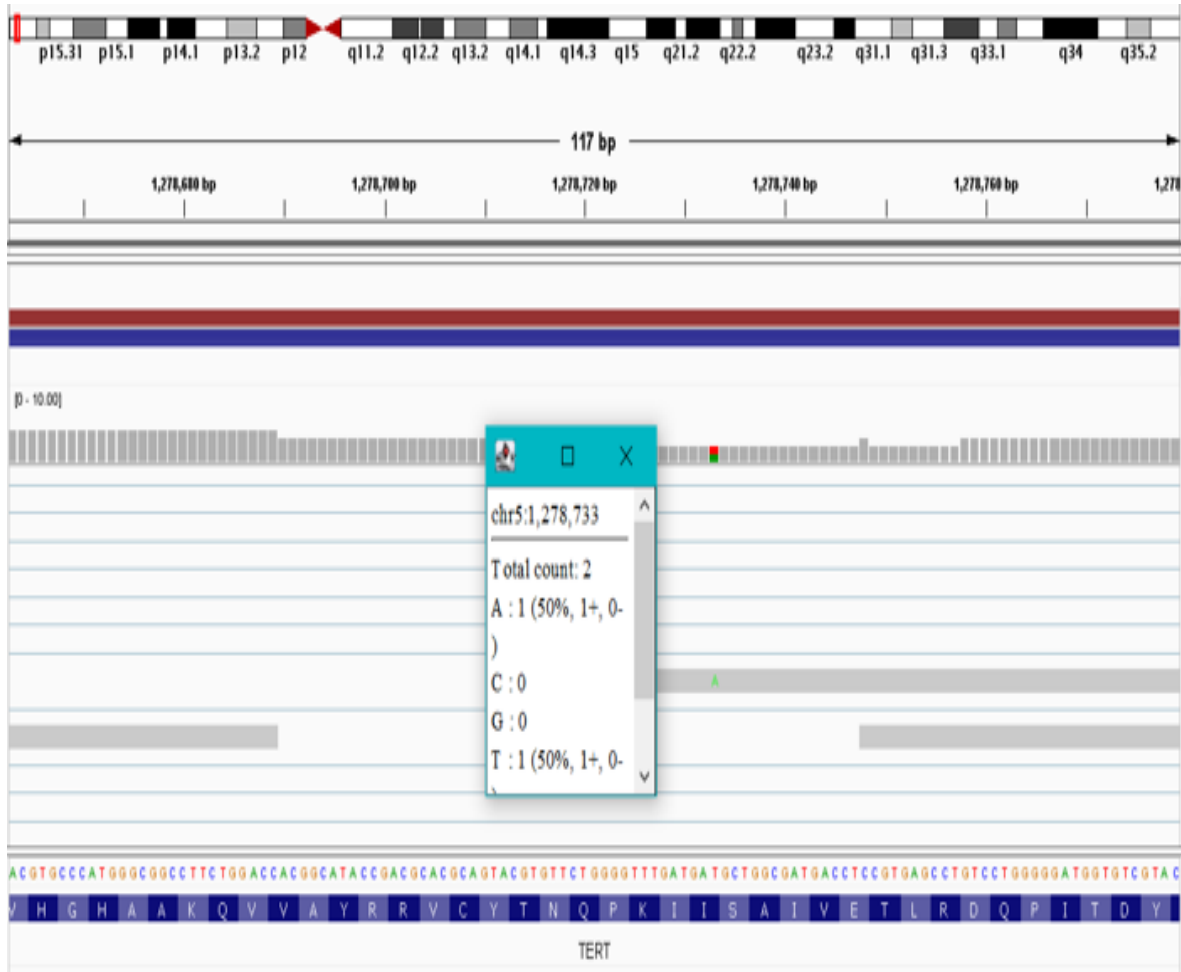 p15.31 p15.1 p14.1 p13.2 p12 q11.2 q12.2 q13.2 q14.1 q14.3 q15 q21.2 q22.2 q23.2 q31.1 q31.3 q33.1 q34 q35.2
117 bp
1,278,680 bp 1,278,700 bp 1,278,720 bp 1,278,740 bp 1,278,760 bp 1,278
[0 - 10.00]
chr5:1,278,733
Total count: 2
A : 1 (50%, 1+, 0-
)
C : 0
G : 0
T : 1 (50%, 1+, 0-
)
A
ACGTGCCCATGGGCGGCCTTCTGGACCACGGCATACCGACGCACGCAGTACGTGTTCTGGGGTTTGATGATGCTGGCGATGACCTCCGTGAGCCTGTCCTGGGGGATGGTGTCGTAC
V H G H A A K Q V V A Y R R V C Y T N Q P K I I S A I V E T L R D Q P I T D Y
TERT